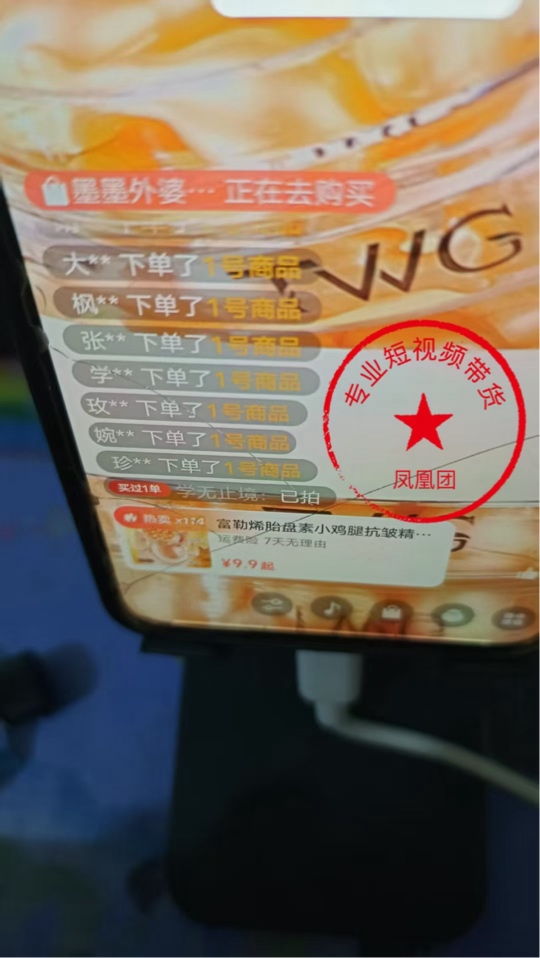 墨墨外婆… 正在去购买
大** 下单了1号商品
枫** 下单了1号商品
张** 下单了1号商品
学** 下单了1号商品
玫** 下单了1号商品
婉** 下单了1号商品
珍** 下单了1号商品
买过1单 学无止境：已拍
热卖 ×174 富勒烯胎盘素小鸡腿抗皱精…
运费险 7天无理由
¥9.9起
专业短视频带货
凤凰团